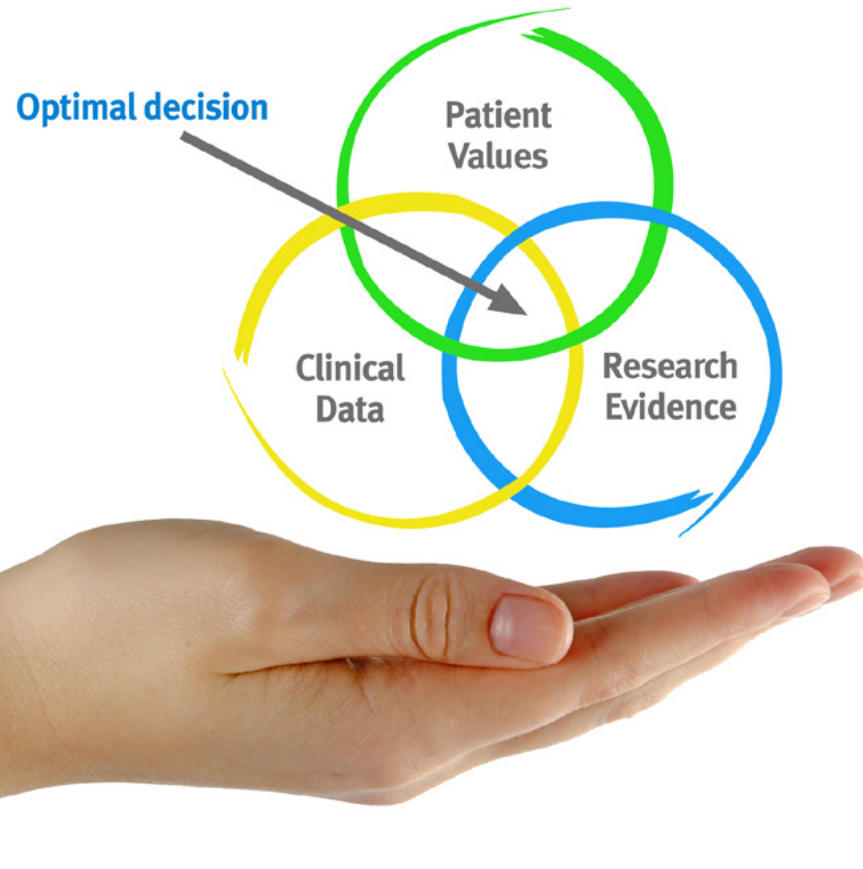 Optimal decision
Patient
Values
Clinical
Data
Research
Evidence